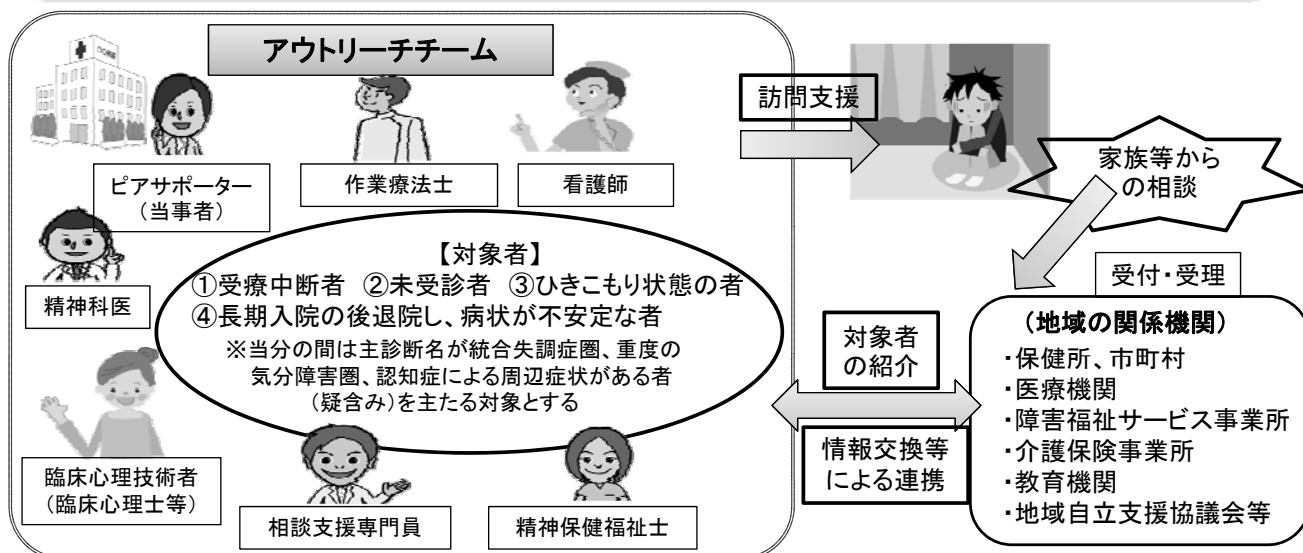 アウトリーチチーム
ピアサポーター
（当事者）
作業療法士
看護師
精神科医
【対象者】
①受療中断者 ②未受診者 ③ひきこもり状態の者
④長期入院の後退院し、病状が不安定な者
※当分の間は主診断名が統合失調症圏、重度の
気分障害圏、認知症による周辺症状がある者
（疑含み）を主たる対象とする
臨床心理技術者
（臨床心理士等）
相談支援専門員
精神保健福祉士
訪問支援
家族等から
の相談
受付・受理
対象者
の紹介
情報交換等
による連携
（地域の関係機関）
・保健所、市町村
・医療機関
・障害福祉サービス事業所
・介護保険事業所
・教育機関
・地域自立支援協議会等